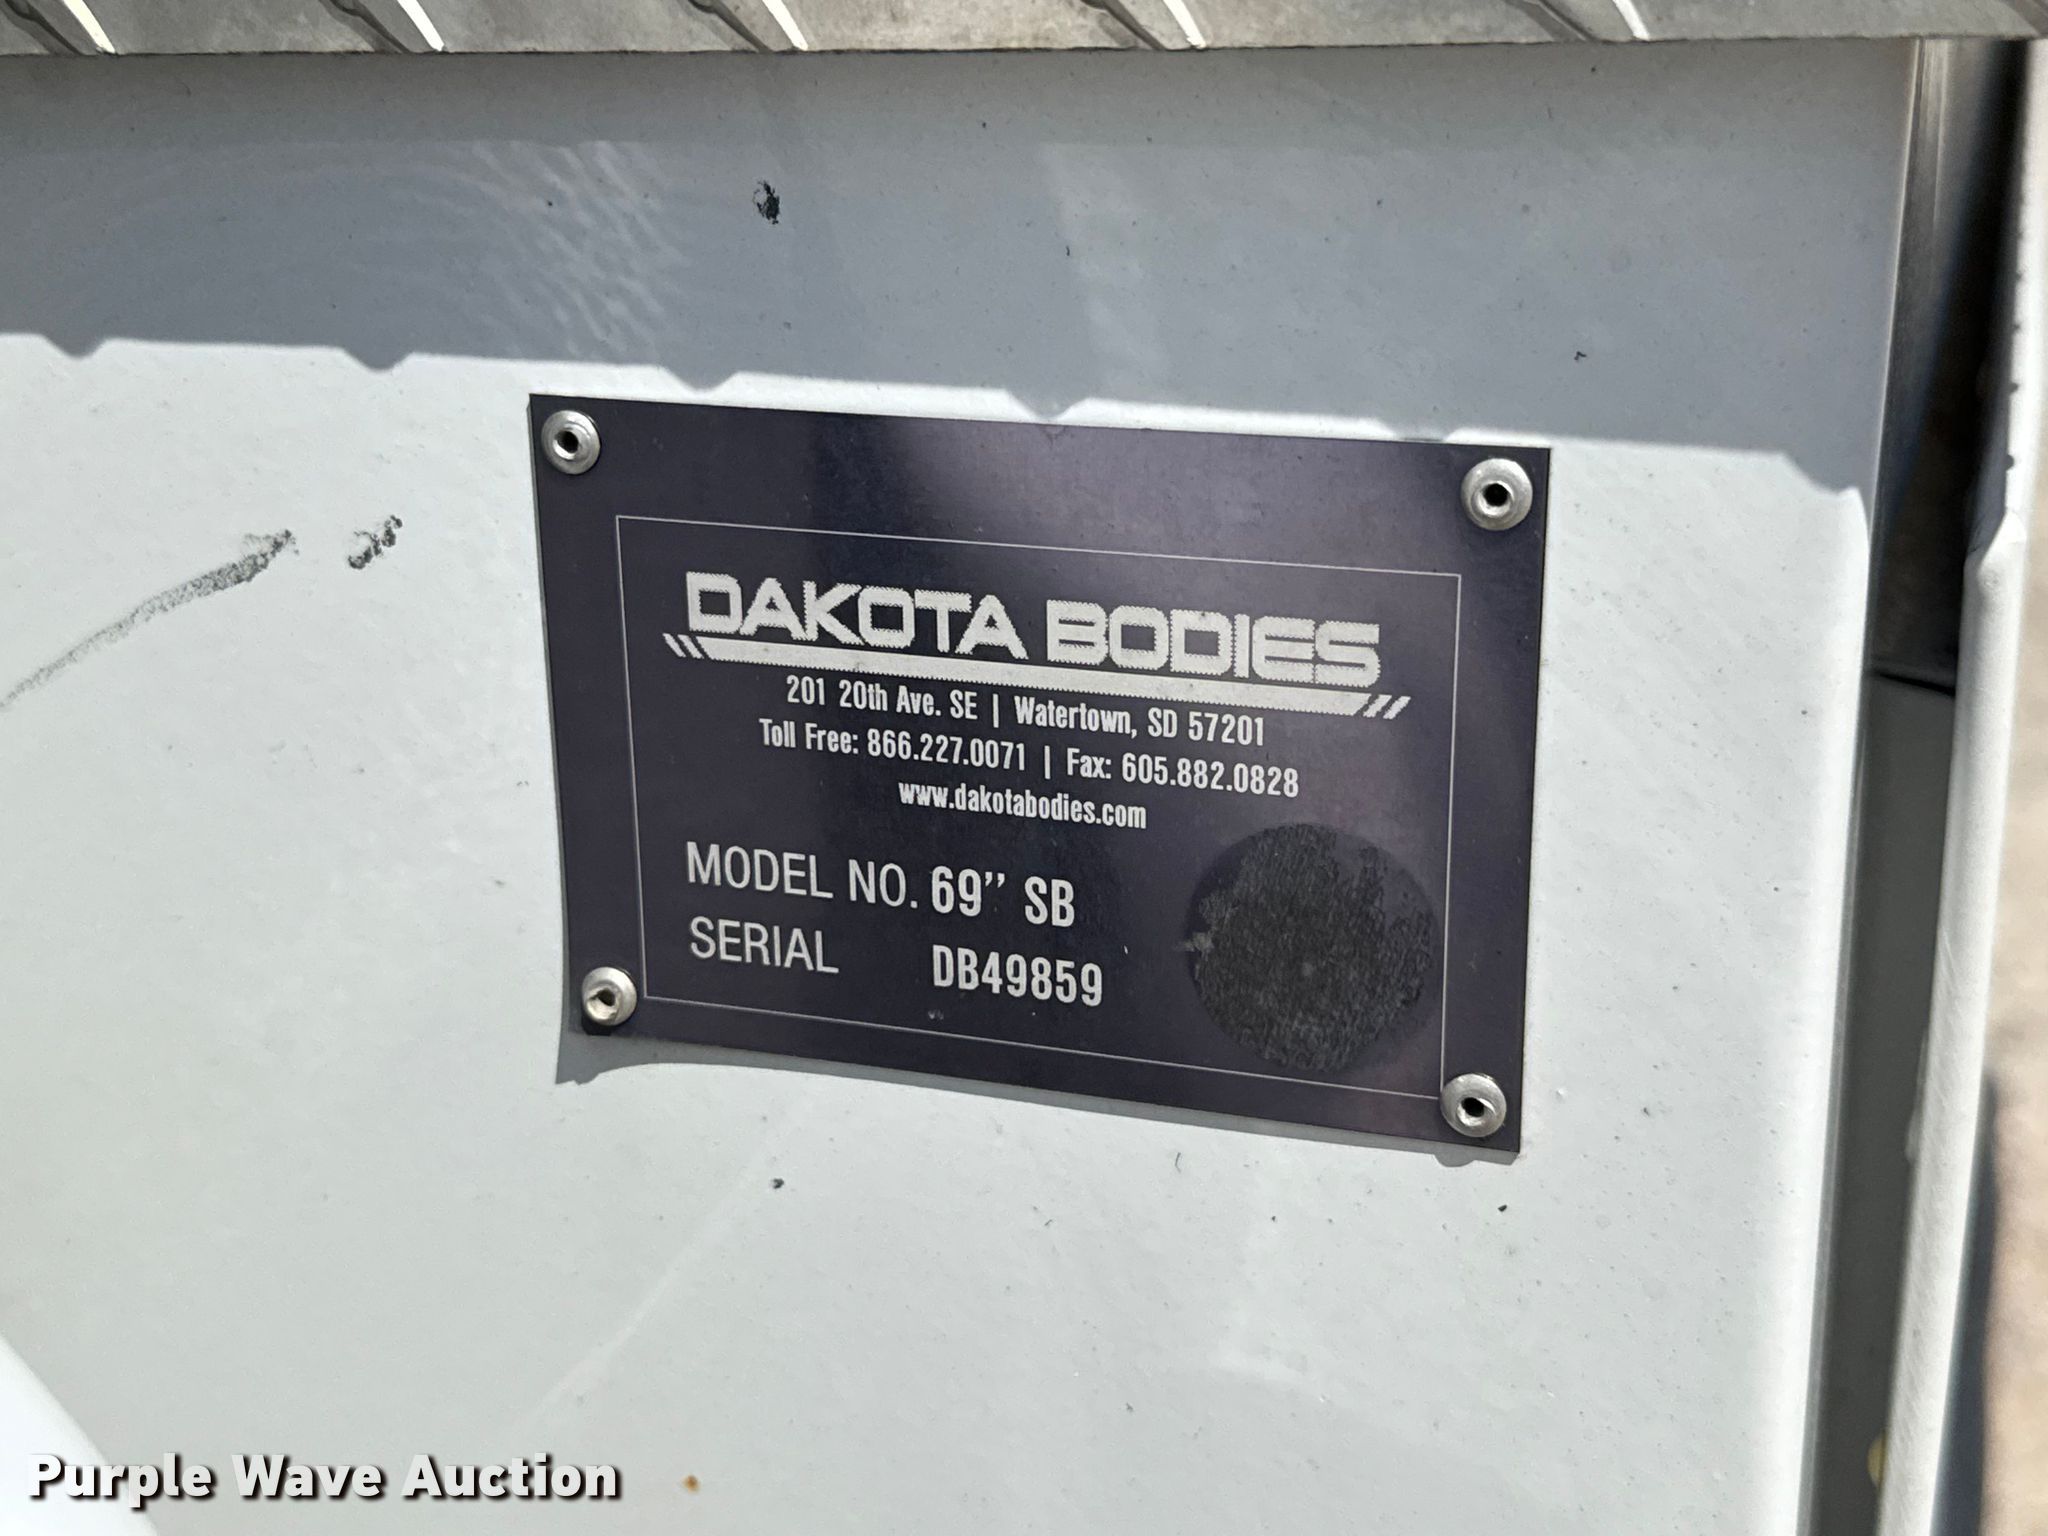 DAKOTA BODIES
201 20th Ave. SE | Watertown, SD 57201
Toll Free: 866.227.0071 | Fax: 605.882.0828
www.dakotabodies.com
MODEL NO. 69” SB
SERIAL DB49859
Purple Wave Auction